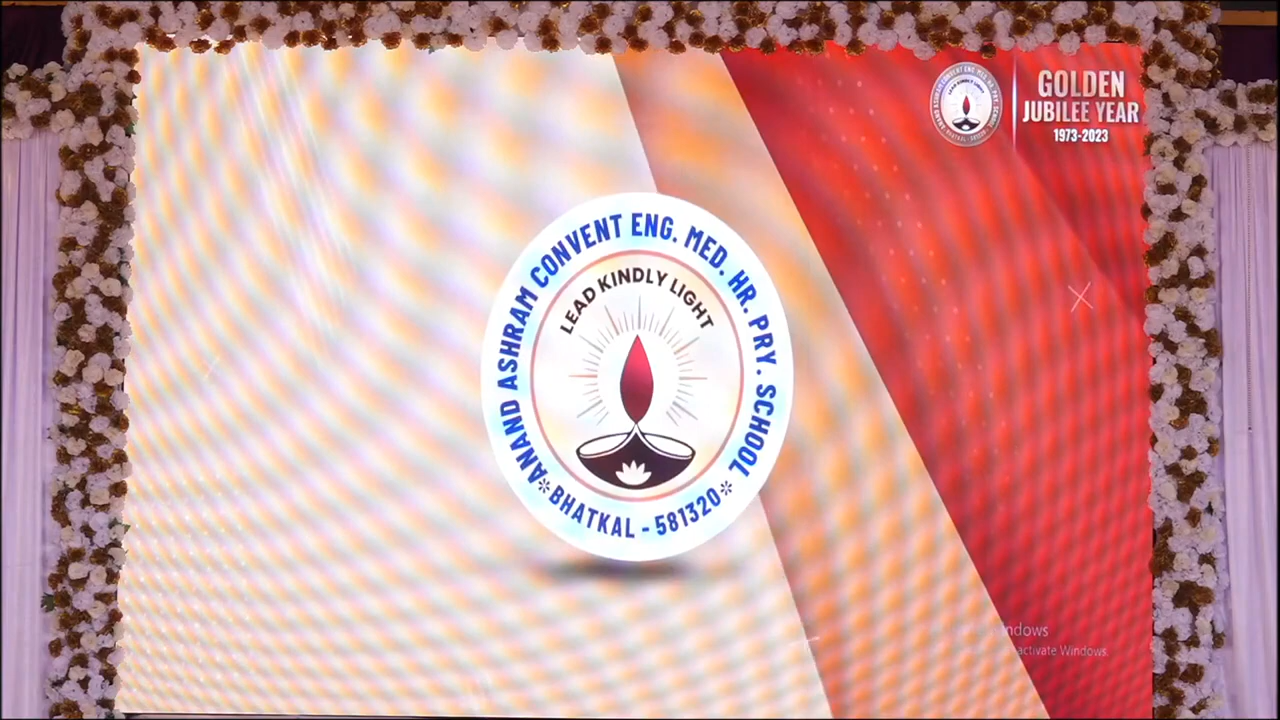 GOLDEN
JUBILEE YEAR
1973-2023
ANAND ASHRAM CONVENT ENG. MED. HR. PRY. SCHOOL
LEAD KINDLY LIGHT
BHATKAL - 581320
activate Windows.